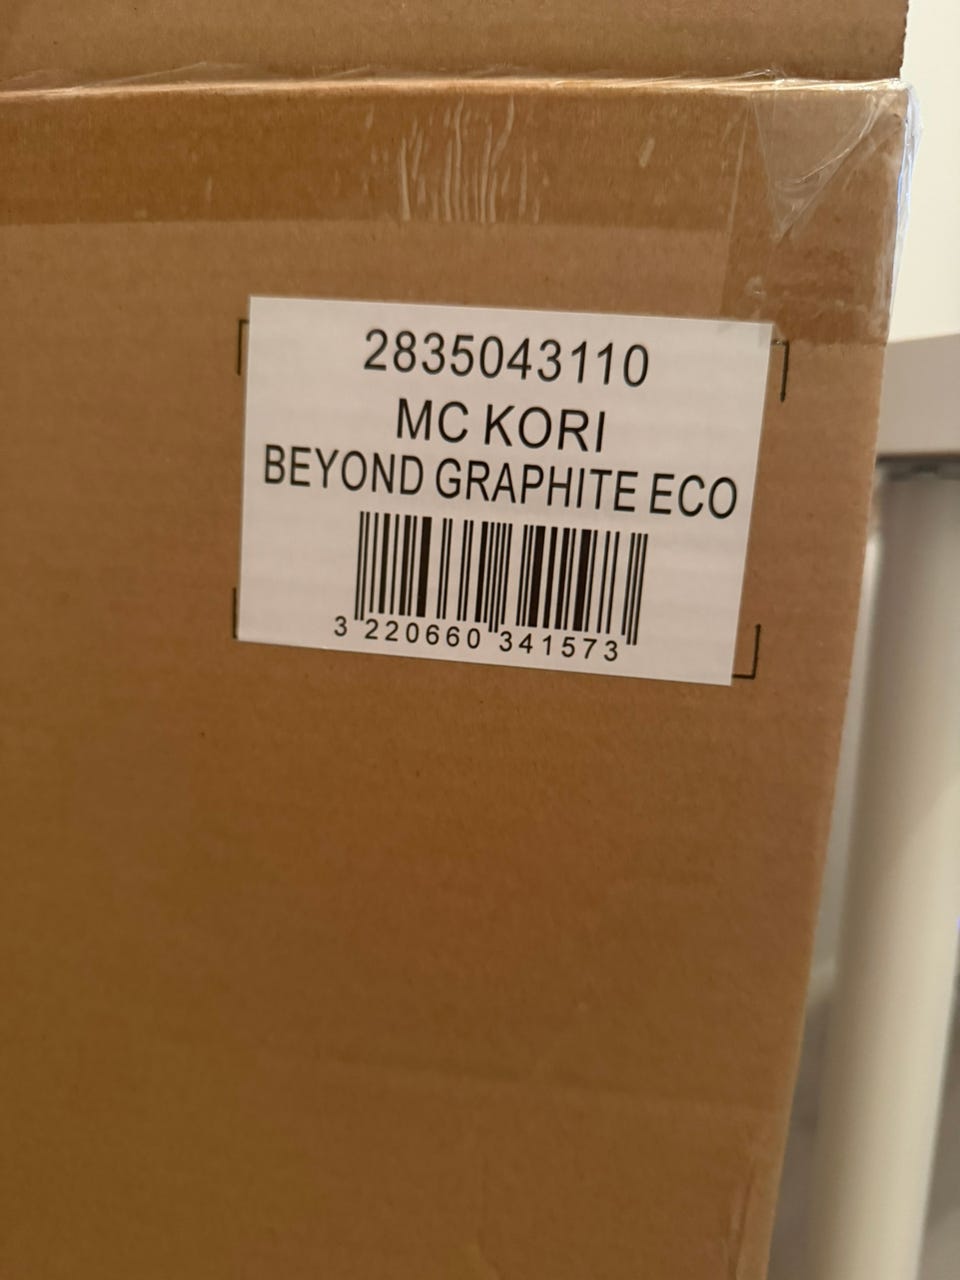 2835043110
MC KORI
BEYOND GRAPHITE ECO
3 220660 341573